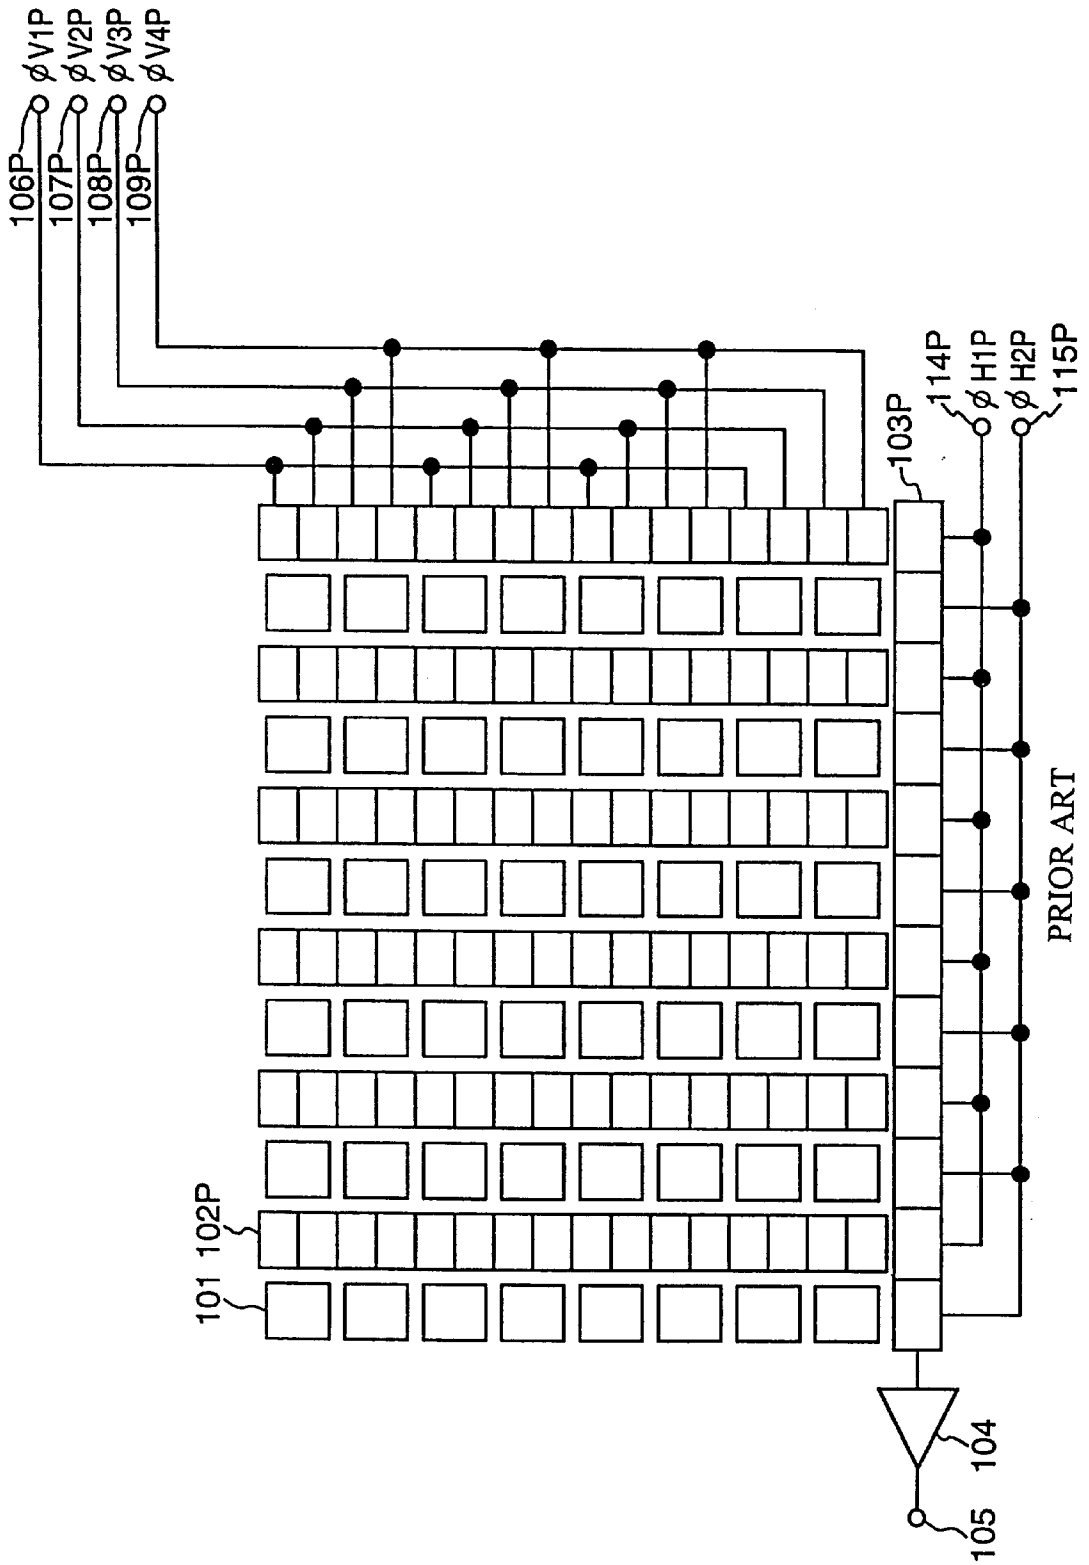 106P φV1P
107P φV2P
108P φV3P
109P φV4P
114P
φH1P
φH2P
115P
103P
101
102P
104
105
PRIOR ART